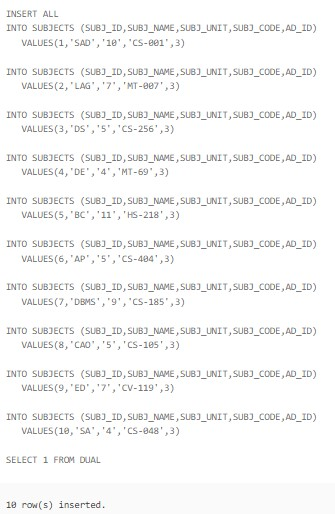 INSERT ALL
INTO SUBJECTS (SUBJ_ID,SUBJ_NAME,SUBJ_UNIT,SUBJ_CODE,AD_ID)
VALUES(1,'SAD','10','CS-001',3)
INTO SUBJECTS (SUBJ_ID,SUBJ_NAME,SUBJ_UNIT,SUBJ_CODE,AD_ID)
VALUES(2,'LAG','7','MT-007',3)
INTO SUBJECTS (SUBJ_ID,SUBJ_NAME,SUBJ_UNIT,SUBJ_CODE,AD_ID)
VALUES(3,'DS','5','CS-256',3)
INTO SUBJECTS (SUBJ_ID,SUBJ_NAME,SUBJ_UNIT,SUBJ_CODE,AD_ID)
VALUES(4,'DE','4','MT-69',3)
INTO SUBJECTS (SUBJ_ID,SUBJ_NAME,SUBJ_UNIT,SUBJ_CODE,AD_ID)
VALUES(5,'BC','11','HS-218',3)
INTO SUBJECTS (SUBJ_ID,SUBJ_NAME,SUBJ_UNIT,SUBJ_CODE,AD_ID)
VALUES(6,'AP','5','CS-404',3)
INTO SUBJECTS (SUBJ_ID,SUBJ_NAME,SUBJ_UNIT,SUBJ_CODE,AD_ID)
VALUES(7,'DBMS','9','CS-185',3)
INTO SUBJECTS (SUBJ_ID,SUBJ_NAME,SUBJ_UNIT,SUBJ_CODE,AD_ID)
VALUES(8,'CAO','5','CS-105',3)
INTO SUBJECTS (SUBJ_ID,SUBJ_NAME,SUBJ_UNIT,SUBJ_CODE,AD_ID)
VALUES(9,'ED','7','CV-119',3)
INTO SUBJECTS (SUBJ_ID,SUBJ_NAME,SUBJ_UNIT,SUBJ_CODE,AD_ID)
VALUES(10,'SA','4','CS-048',3)
SELECT 1 FROM DUAL
10 row(s) inserted.